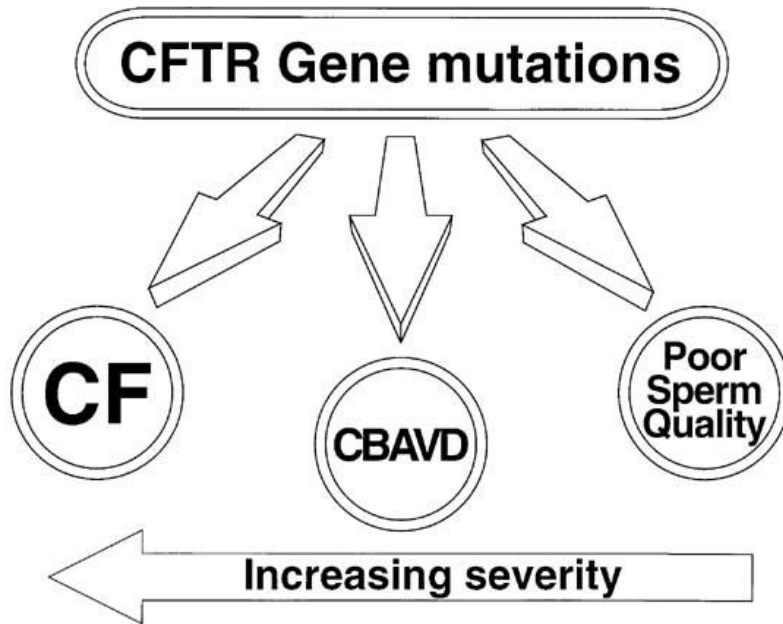 CFTR Gene mutations
CF
CBAVD
Poor
Sperm
Quality
Increasing severity